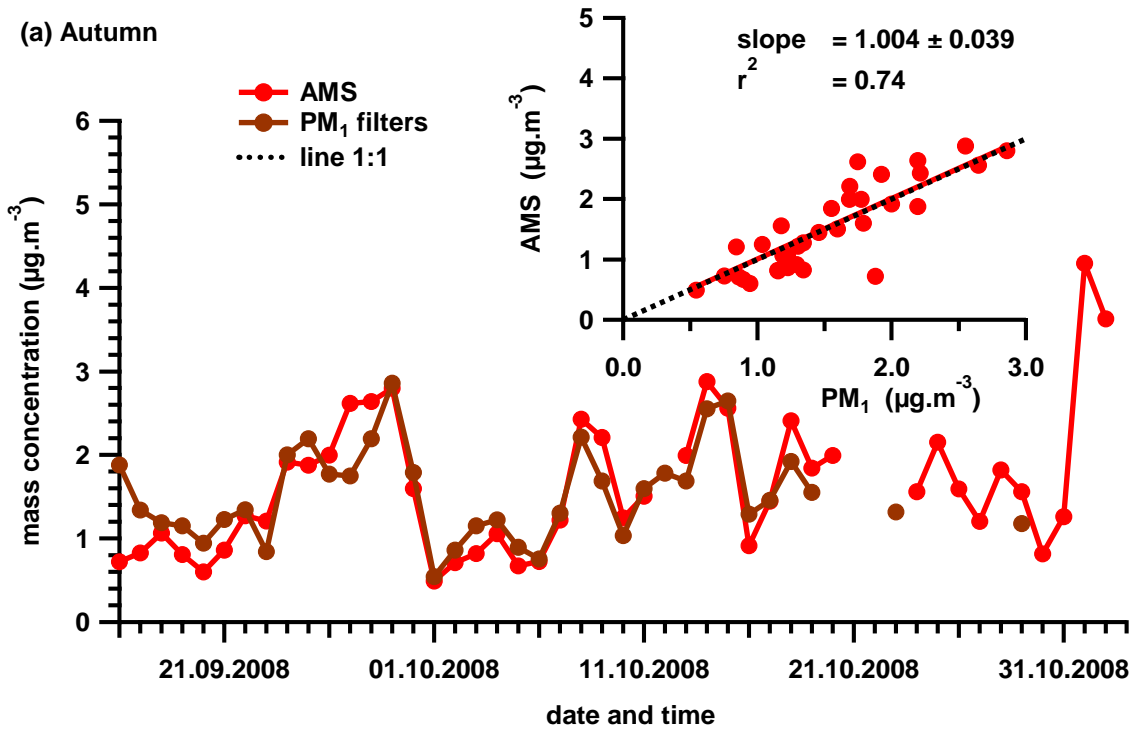 (a) Autumn
AMS
PM₁ filters
line 1:1
6
5
4
3
2
1
0
mass concentration (µg.m⁻³)
21.09.2008
01.10.2008
11.10.2008
21.10.2008
31.10.2008
date and time
slope = 1.004 ± 0.039
r² = 0.74
5
4
3
2
1
0
AMS (µg.m⁻³)
0.0
1.0
2.0
3.0
PM₁ (µg.m⁻³)